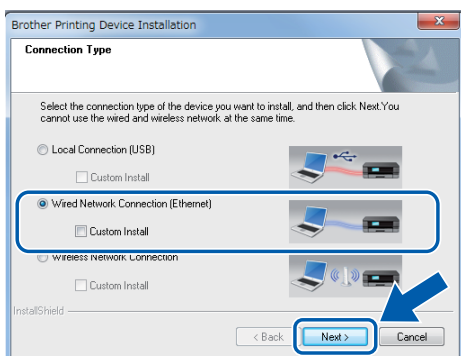 Brother Printing Device Installation
Connection Type
Select the connection type of the device you want to install, and then click Next.You
cannot use the wired and wireless network at the same time.
Local Connection (USB)
Custom Install
Wired Network Connection (Ethernet)
Custom Install
Wireless Network Connection
Custom Install
InstallShield
< Back
Next >
Cancel